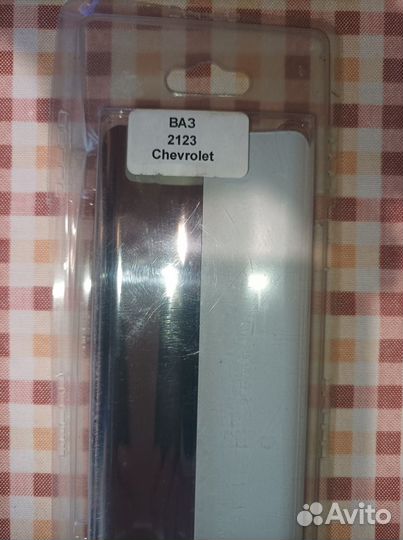 ВАЗ
2123
Chevrolet
Avito